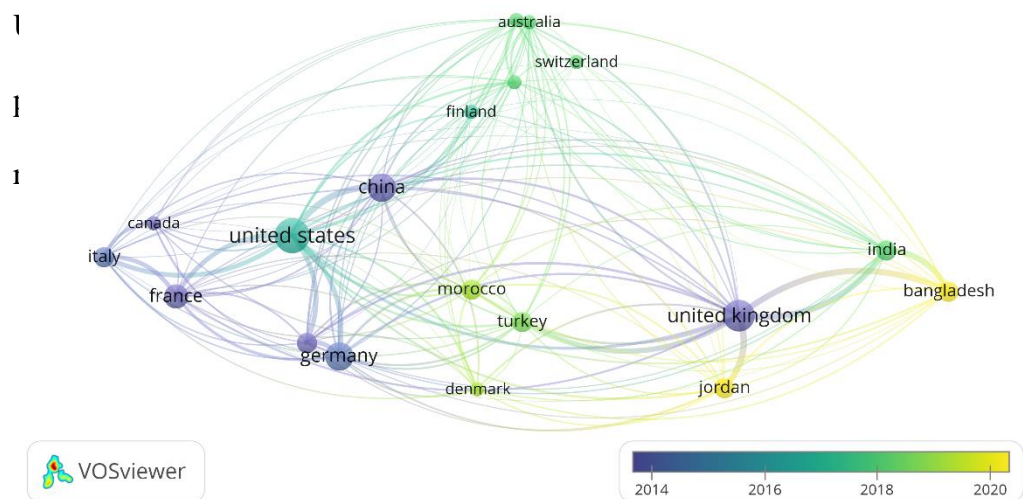 australia
switzerland
finland
china
canada
united states
italy
india
morocco
bangladesh
france
united kingdom
turkey
germany
jordan
denmark
VOSviewer
2014 2016 2018 2020